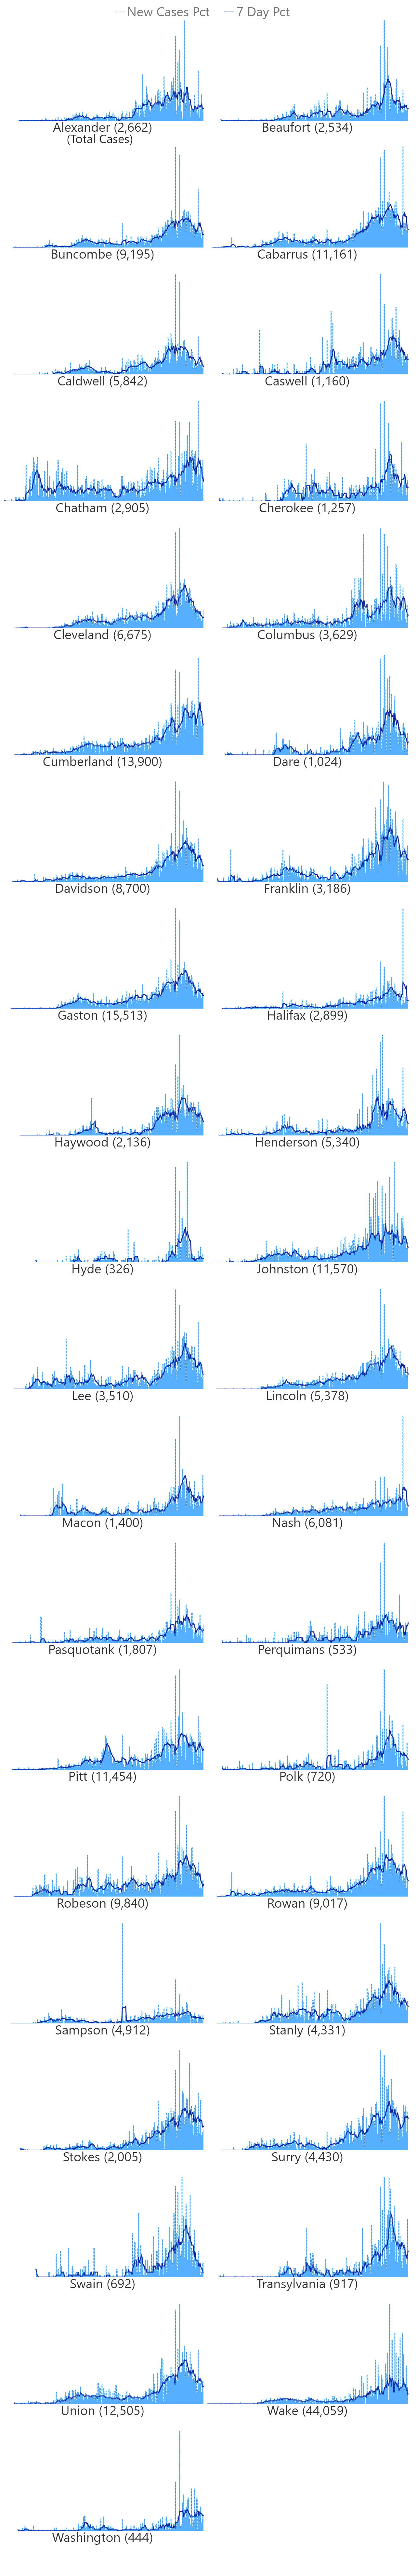 New Cases Pct 7 Day Pct
Alexander (2,662) Beaufort (2,534)
(Total Cases)
Buncombe (9,195) Cabarrus (11,161)
Caldwell (5,842) Caswell (1,160)
Chatham (2,905) Cherokee (1,257)
Cleveland (6,675) Columbus (3,629)
Cumberland (13,900) Dare (1,024)
Davidson (8,700) Franklin (3,186)
Gaston (15,513) Halifax (2,899)
Haywood (2,136) Henderson (5,340)
Hyde (326) Johnston (11,570)
Lee (3,510) Lincoln (5,378)
Macon (1,400) Nash (6,081)
Pasquotank (1,807) Perquimans (533)
Pitt (11,454) Polk (720)
Robeson (9,840) Rowan (9,017)
Sampson (4,912) Stanly (4,331)
Stokes (2,005) Surry (4,430)
Swain (692) Transylvania (917)
Union (12,505) Wake (44,059)
Washington (444)